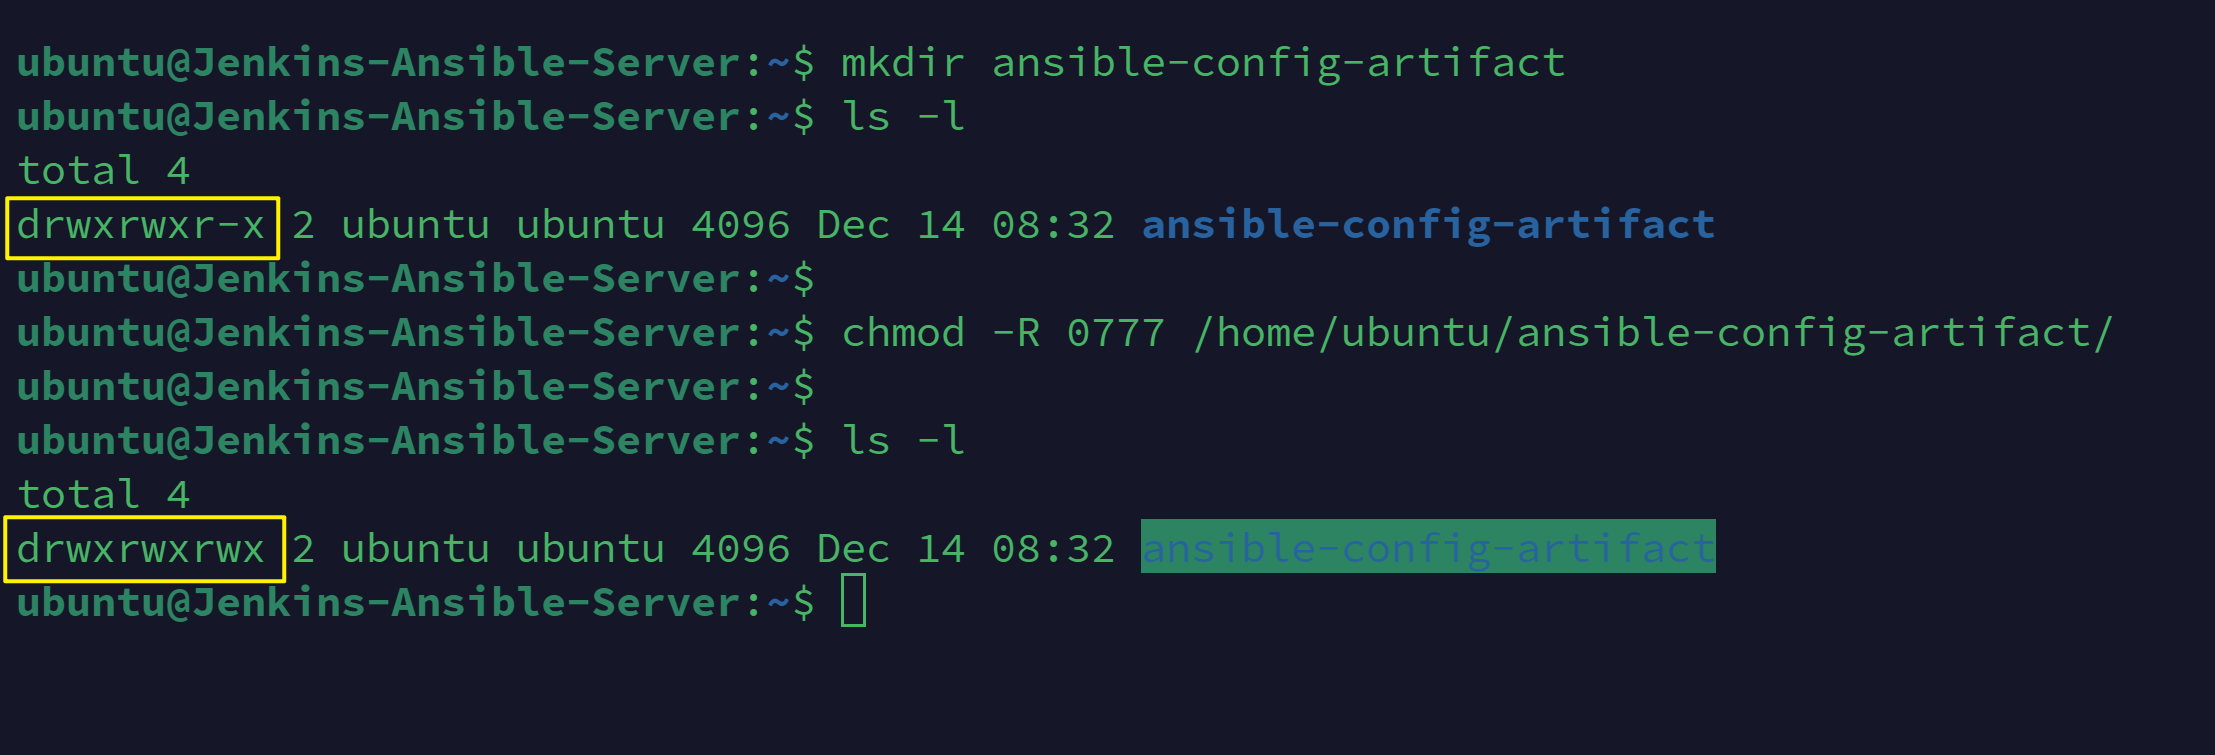 ubuntu@Jenkins-Ansible-Server:~$ mkdir ansible-config-artifact
ubuntu@Jenkins-Ansible-Server:~$ ls -l
total 4
drwxrwxr-x 2 ubuntu ubuntu 4096 Dec 14 08:32 ansible-config-artifact
ubuntu@Jenkins-Ansible-Server:~$
ubuntu@Jenkins-Ansible-Server:~$ chmod -R 0777 /home/ubuntu/ansible-config-artifact/
ubuntu@Jenkins-Ansible-Server:~$
ubuntu@Jenkins-Ansible-Server:~$ ls -l
total 4
drwxrwxrwx 2 ubuntu ubuntu 4096 Dec 14 08:32 ansible-config-artifact
ubuntu@Jenkins-Ansible-Server:~$